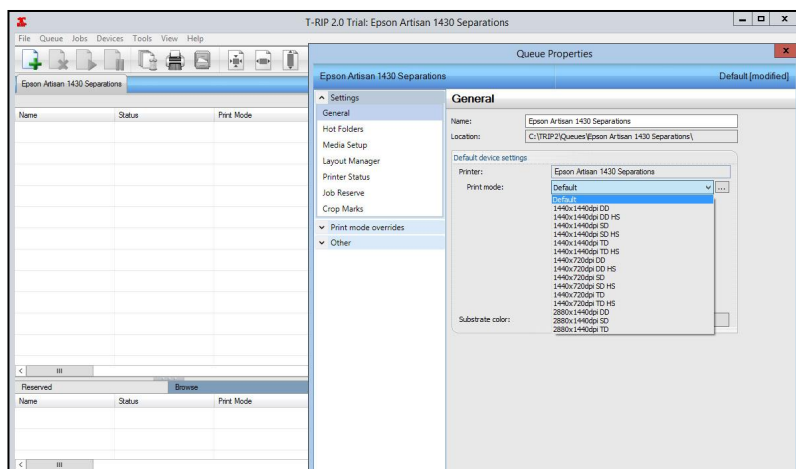 T-RIP 2.0 Trial: Epson Artisan 1430 Separations
File Queue Jobs Devices Tools View Help
Epson Artisan 1430 Separations
Name Status Print Mode
Reserved Browse
Name Status Print Mode
Queue Properties
x
Epson Artisan 1430 Separations Default [modified]
Settings
General
Hot Folders
Media Setup
Layout Manager
Printer Status
Job Reserve
Crop Marks
Print mode overrides
Other
General
Name: Epson Artisan 1430 Separations
Location: C:\TRIP2\Queues\Epson Artisan 1430 Separations\
Default device settings
Printer: Epson Artisan 1430 Separations
Print mode: Default ...
Default
1440x1440dpi DD
1440x1440dpi DD HS
1440x1440dpi SD
1440x1440dpi SD HS
1440x1440dpi TD
1440x1440dpi TD HS
1440x720dpi DD
1440x720dpi DD HS
1440x720dpi SD
1440x720dpi SD HS
1440x720dpi TD
1440x720dpi TD HS
2880x1440dpi DD
2880x1440dpi SD
2880x1440dpi TD
Substrate color: